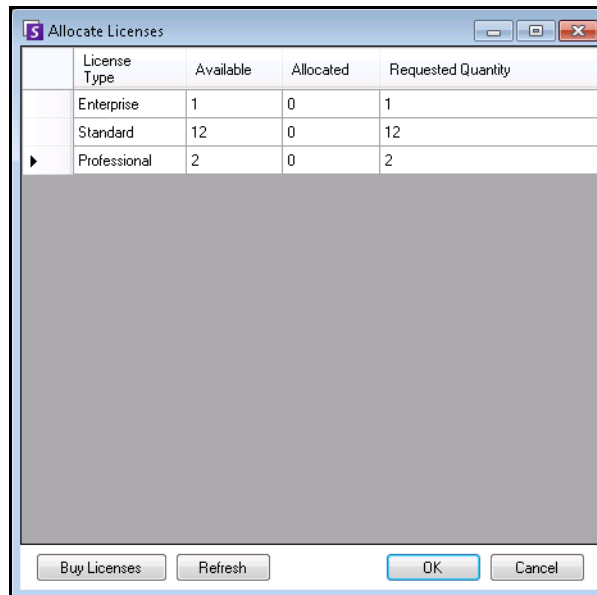 S Allocate Licenses
License Type Available Allocated Requested Quantity
Enterprise 1 0 1
Standard 12 0 12
Professional 2 0 2
Buy Licenses Refresh OK Cancel